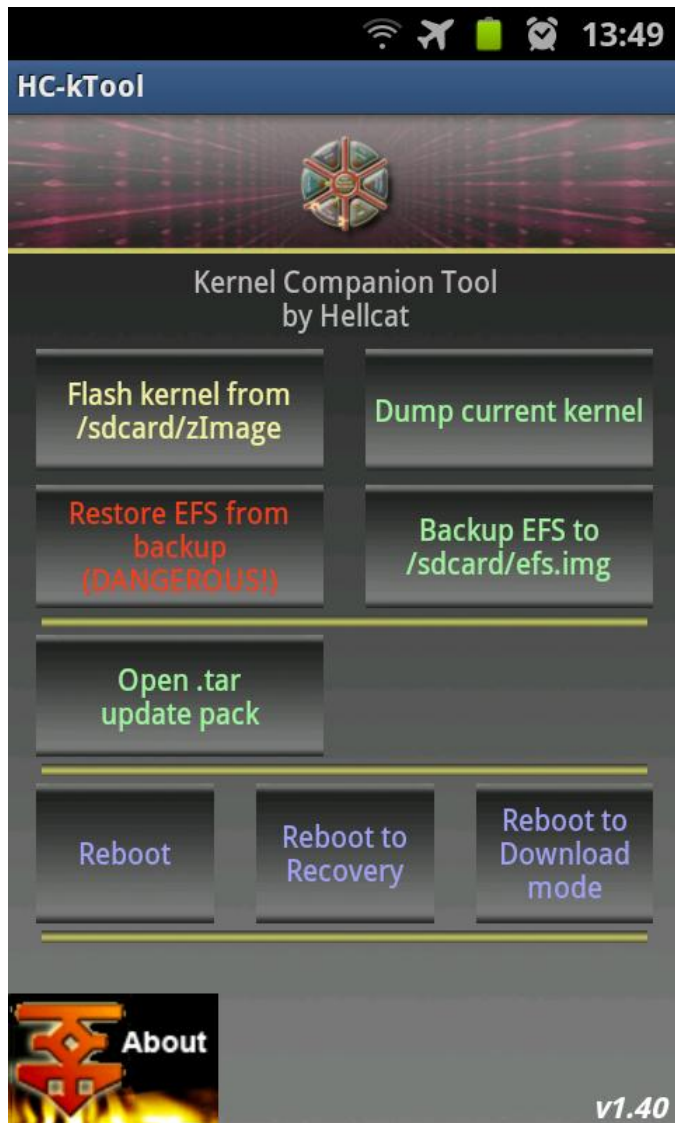 13:49
HC-kTool
Kernel Companion Tool
by Hellcat
Flash kernel from
/sdcard/zImage
Dump current kernel
Restore EFS from
backup
(DANGEROUS!)
Backup EFS to
/sdcard/efs.img
Open .tar
update pack
Reboot
Reboot to
Recovery
Reboot to
Download
mode
About
v1.40